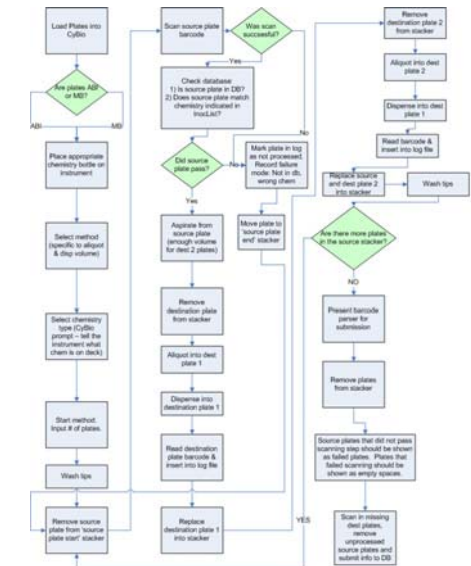 Load Plates into
CyBio
Are plates ABI
or MB?
ABI
MB
Place appropriate
chemistry bottle on
instrument
Select method
(specific to aliquot
& disp volume)
Select chemistry
type (CyBio
prompt – tell the
instrument what
chem is on deck)
Start method.
Input # of plates.
Wash tips
Remove source
plate from 'source
plate start' stacker
Scan source plate
barcode
Was scan
successful?
Yes
No
Check database
1) Is source plate in DB?
2) Does source plate match
chemistry indicated in
InocList?
Did source
plate pass?
No
Yes
Mark plate in log
as not processed.
Record failure
mode: Not in db,
wrong chem
Move plate to
'source plate
end' stacker
Aspirate from
source plate
(enough volume
for dest 2 plates)
Remove
destination plate
from stacker
Aliquot into dest
plate 1
Dispense into
destination plate 1
Read destination
plate barcode &
insert into log file
Replace
destination plate 1
into stacker
Remove
destination plate 2
from stacker
Aliquot into dest
plate 2
Dispense into dest
plate 1
Read barcode &
insert into log file
Replace source
and dest plate 2
into stacker
Wash tips
Are there more plates
in the source stacker?
NO
YES
Present barcode
parser for
submission
Remove plates
from stacker
Source plates that did not pass
scanning step should be shown
as failed plates. Plates that
failed scanning should be
shown as empty spaces.
Scan in missing
dest plates,
remove
unprocessed
source plates and
submit info to DB